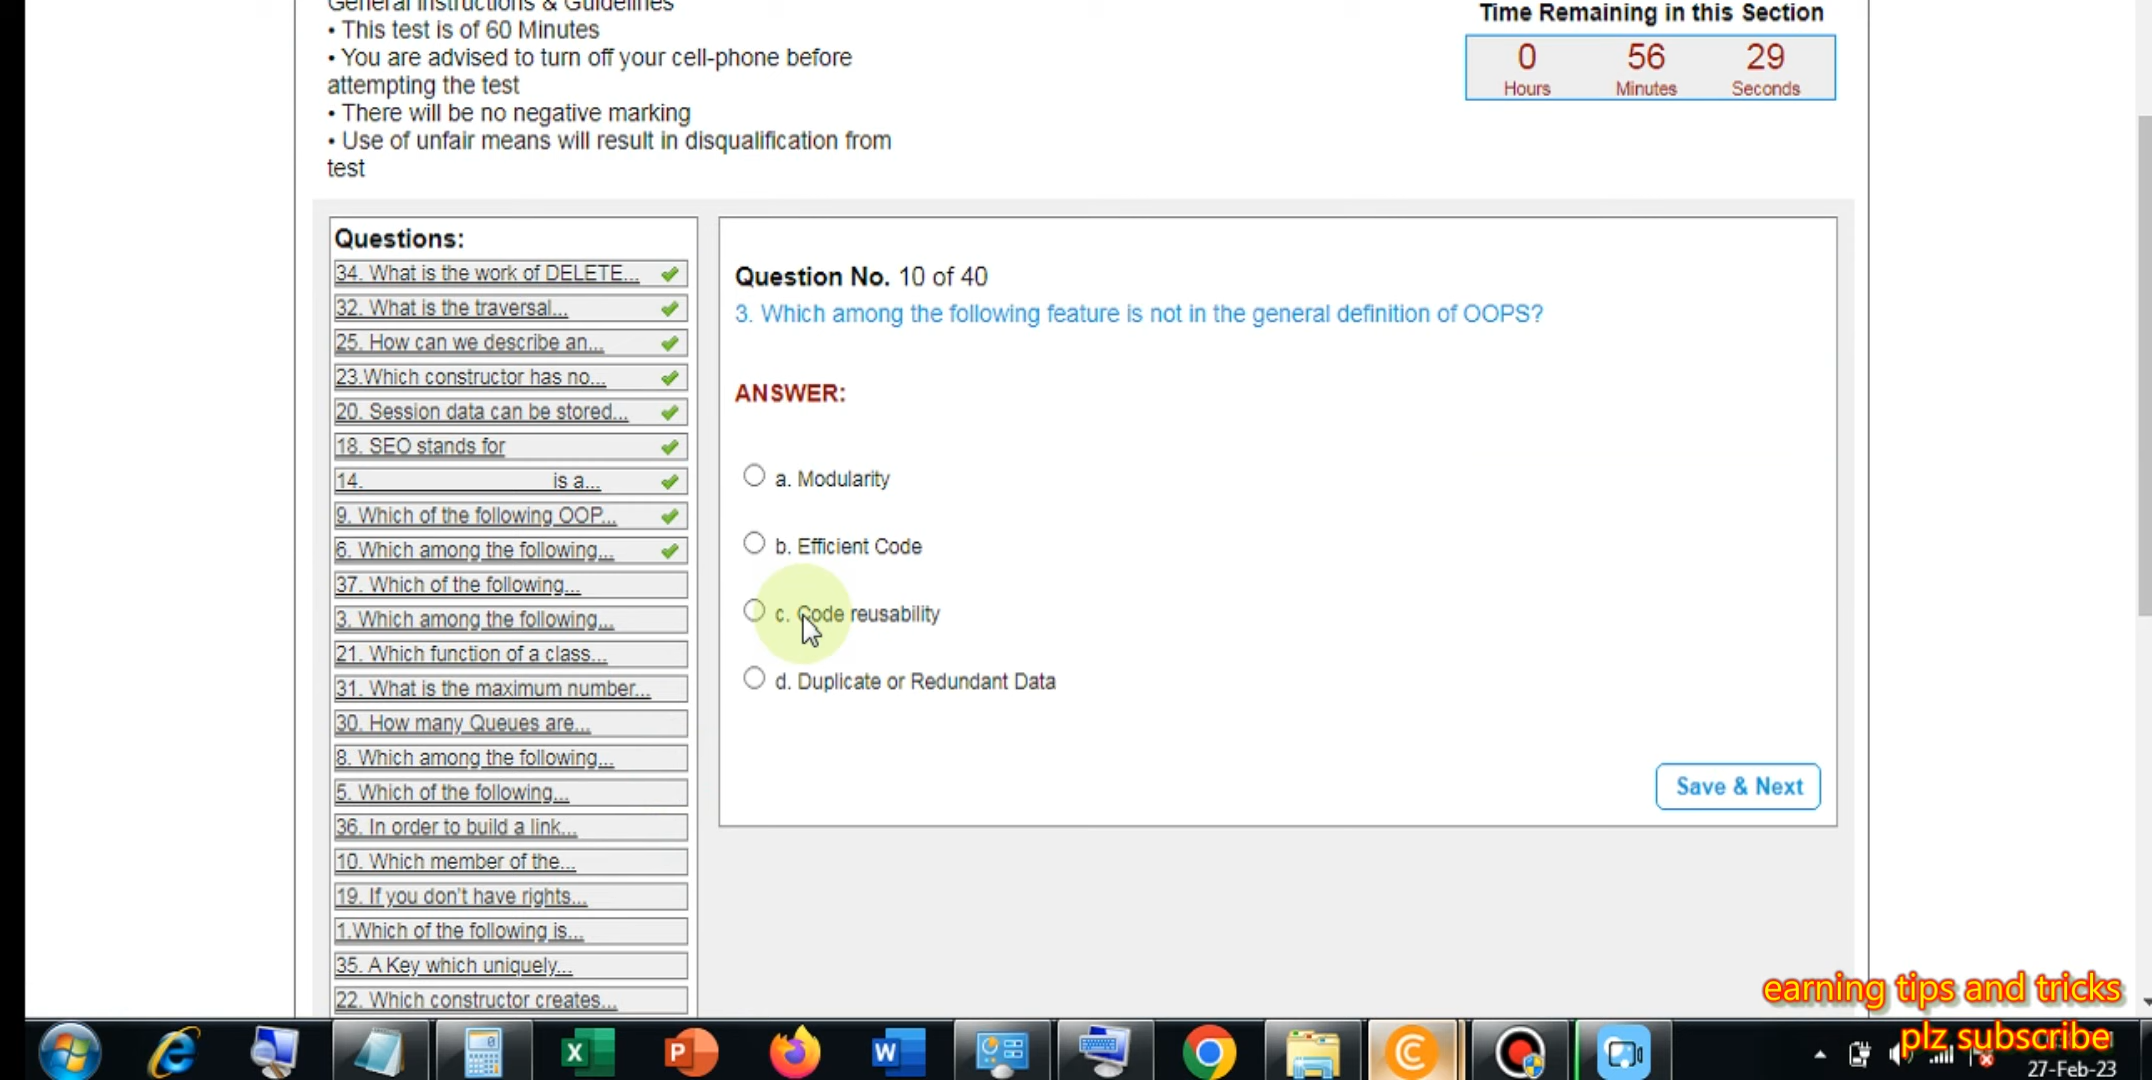 General Instructions & Guidelines
• This test is of 60 Minutes
• You are advised to turn off your cell-phone before
attempting the test
• There will be no negative marking
• Use of unfair means will result in disqualification from
test
Time Remaining in this Section
0 56 29
Hours Minutes Seconds
Questions:
34. What is the work of DELETE...
32. What is the traversal...
25. How can we describe an...
23.Which constructor has no...
20. Session data can be stored...
18. SEO stands for
14. ________________ is a...
9. Which of the following OOP...
6. Which among the following...
37. Which of the following...
3. Which among the following...
21. Which function of a class...
31. What is the maximum number...
30. How many Queues are...
8. Which among the following...
5. Which of the following...
36. In order to build a link...
10. Which member of the...
19. If you don't have rights...
1.Which of the following is...
35. A Key which uniquely...
22. Which constructor creates...
Question No. 10 of 40
3. Which among the following feature is not in the general definition of OOPS?
ANSWER:
a. Modularity
b. Efficient Code
c. Code reusability
d. Duplicate or Redundant Data
Save & Next
earning tips and tricks
plz subscribe
27-Feb-23